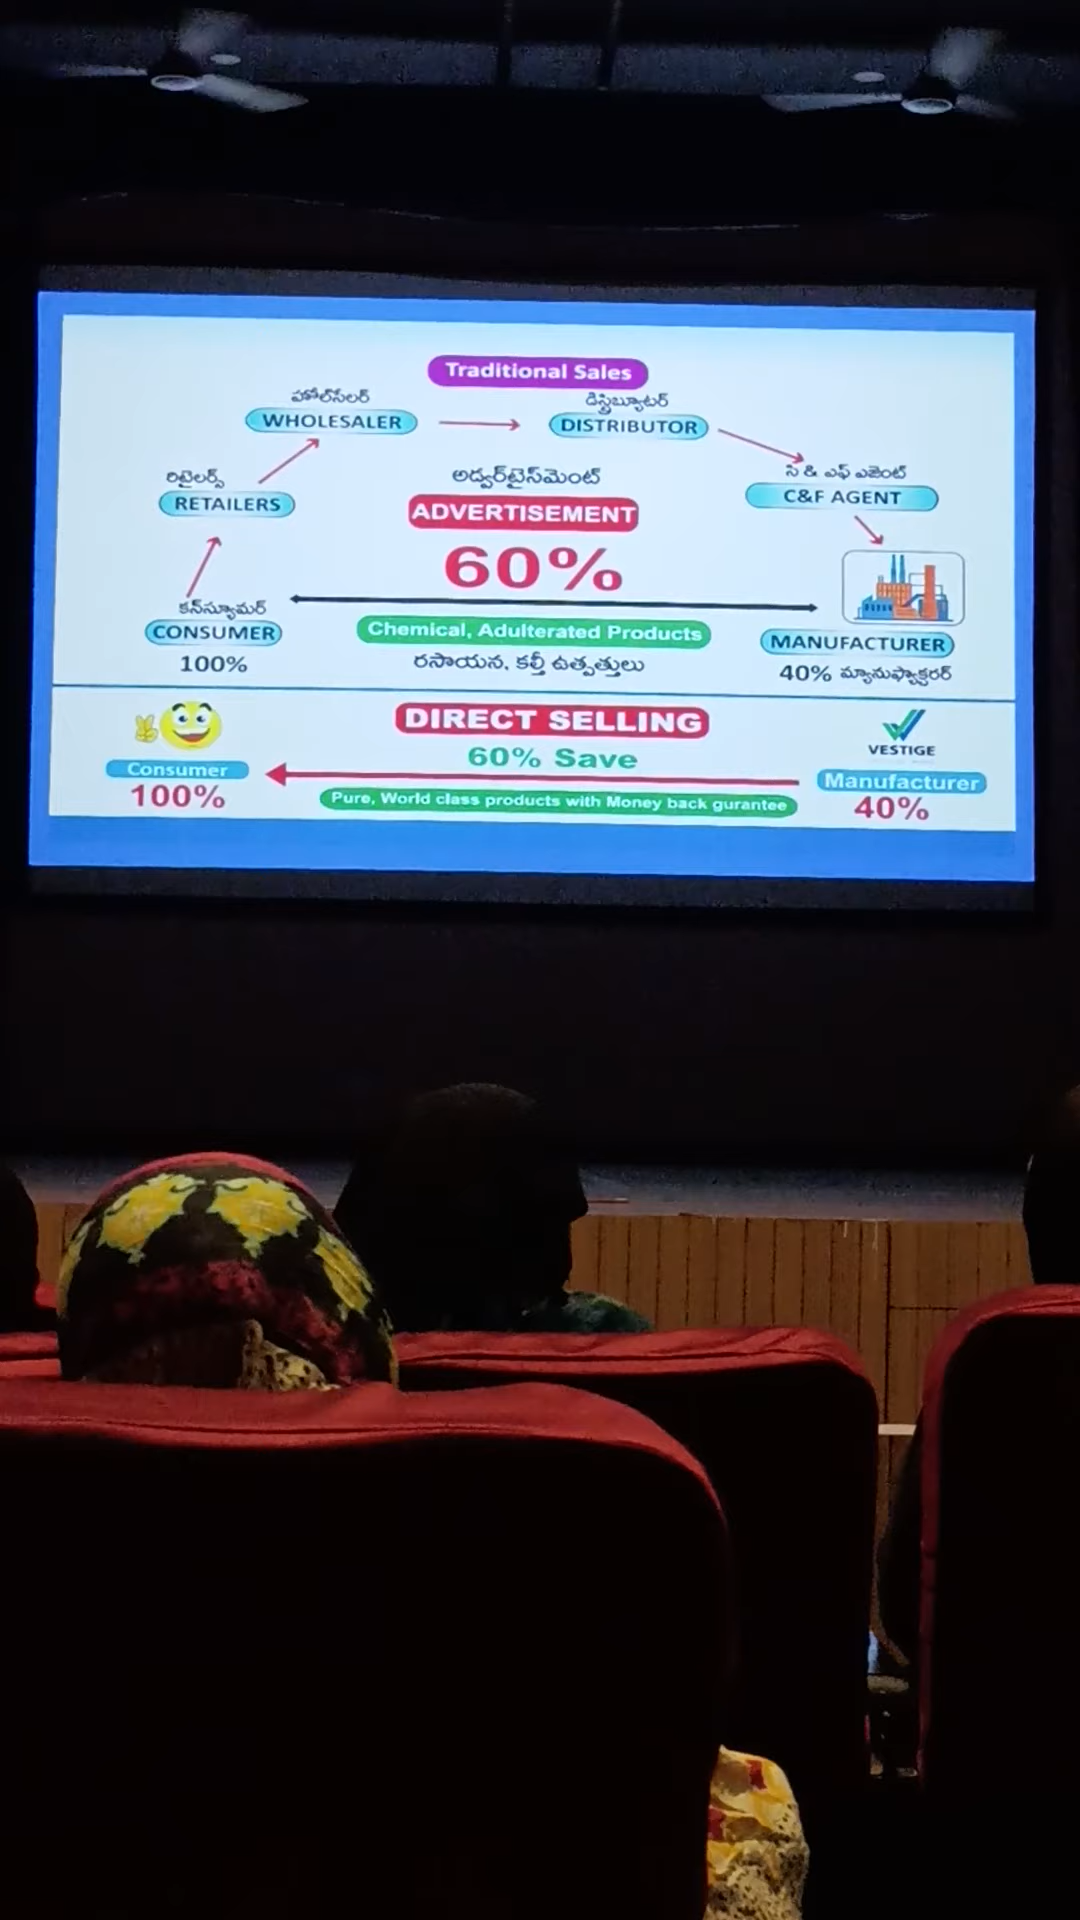 Traditional Sales
హోల్‌సేలర్
WHOLESALER
డిస్ట్రిబ్యూటర్
DISTRIBUTOR
రిటైలర్స్
RETAILERS
అడ్వర్‌టైస్‌మెంట్
ADVERTISEMENT
60%
సి & ఎఫ్ ఎజెంట్
C&F AGENT
కన్‌స్యూమర్
CONSUMER
100%
Chemical, Adulterated Products
రసాయన, కల్తీ ఉత్పత్తులు
MANUFACTURER
40% మ్యానుఫ్యాక్చరర్
DIRECT SELLING
60% Save
VESTIGE
Consumer
100%
Pure, World class products with Money back gurantee
Manufacturer
40%